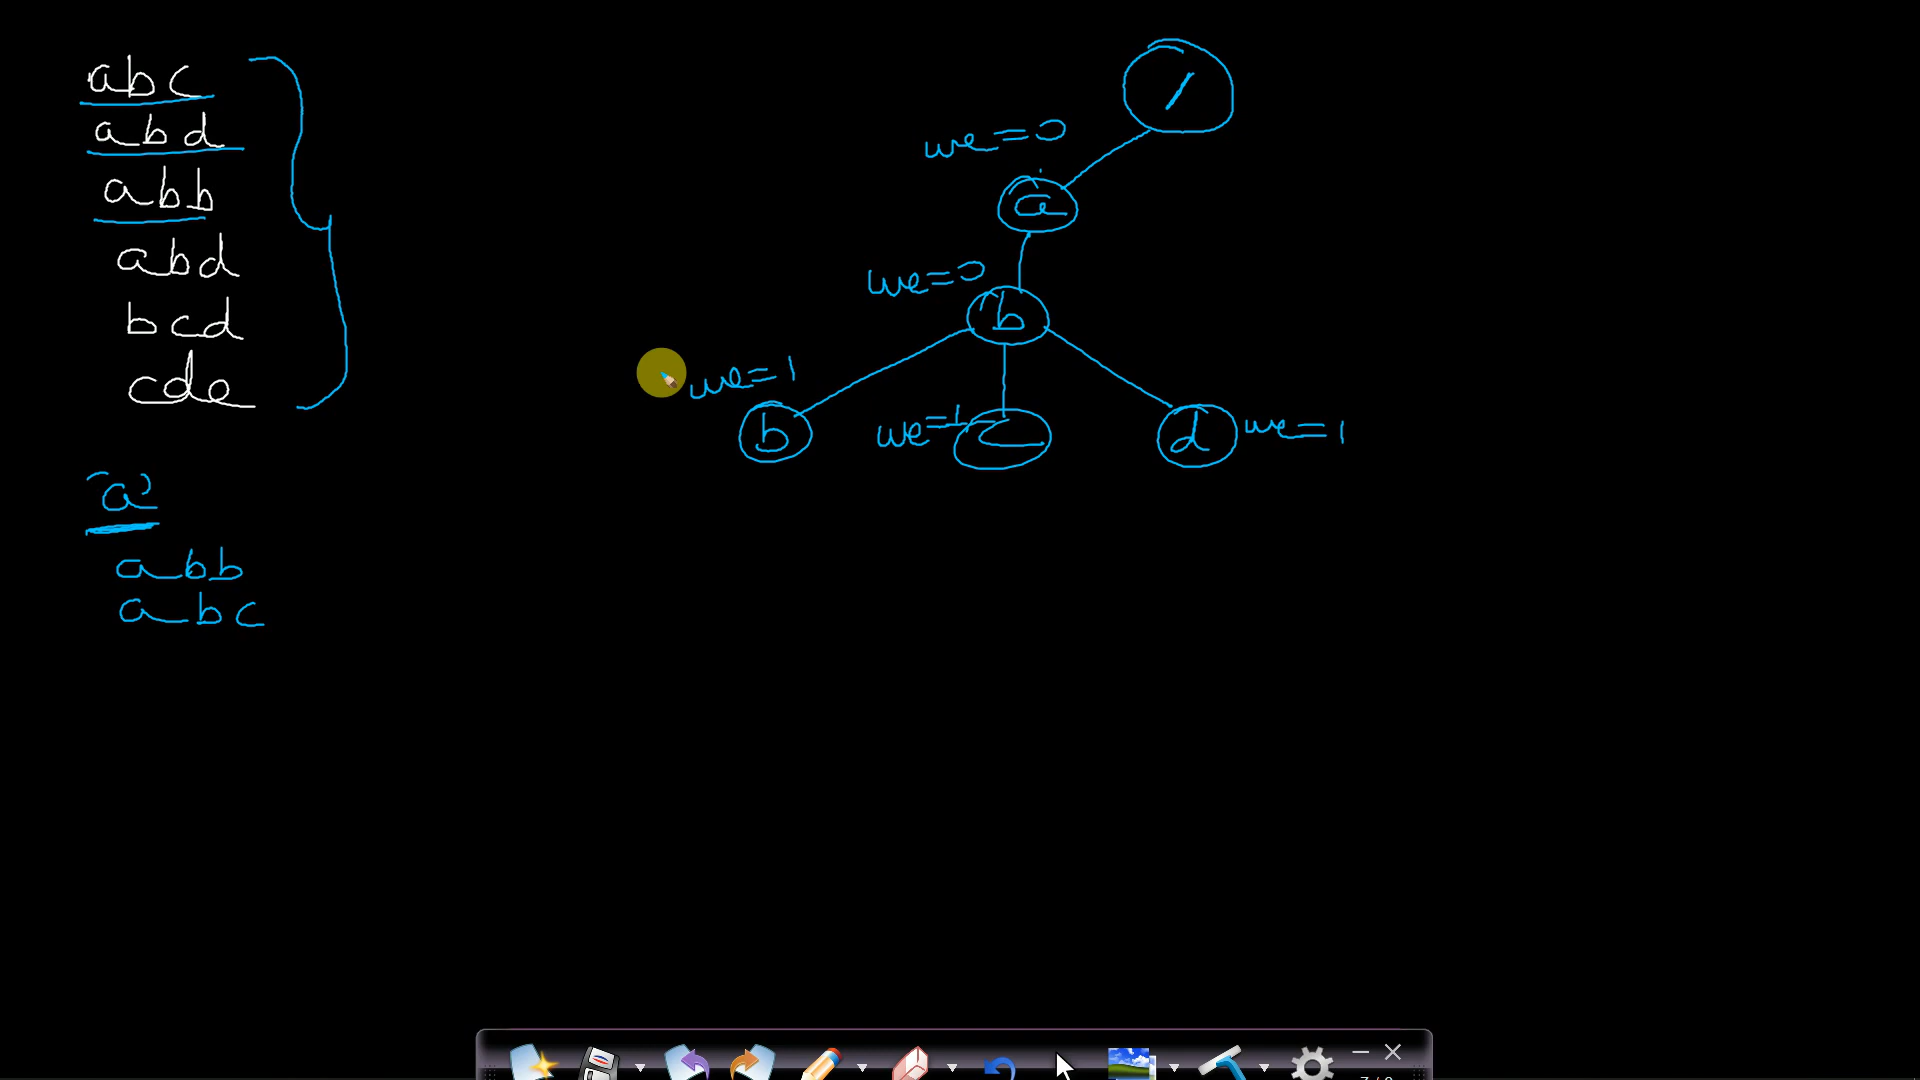 abc
abd
abb
abd
bcd
cde
'a'
abb
abc
/
we=0
a
we=0
b
we=1
b
we=1
c
d
we=1